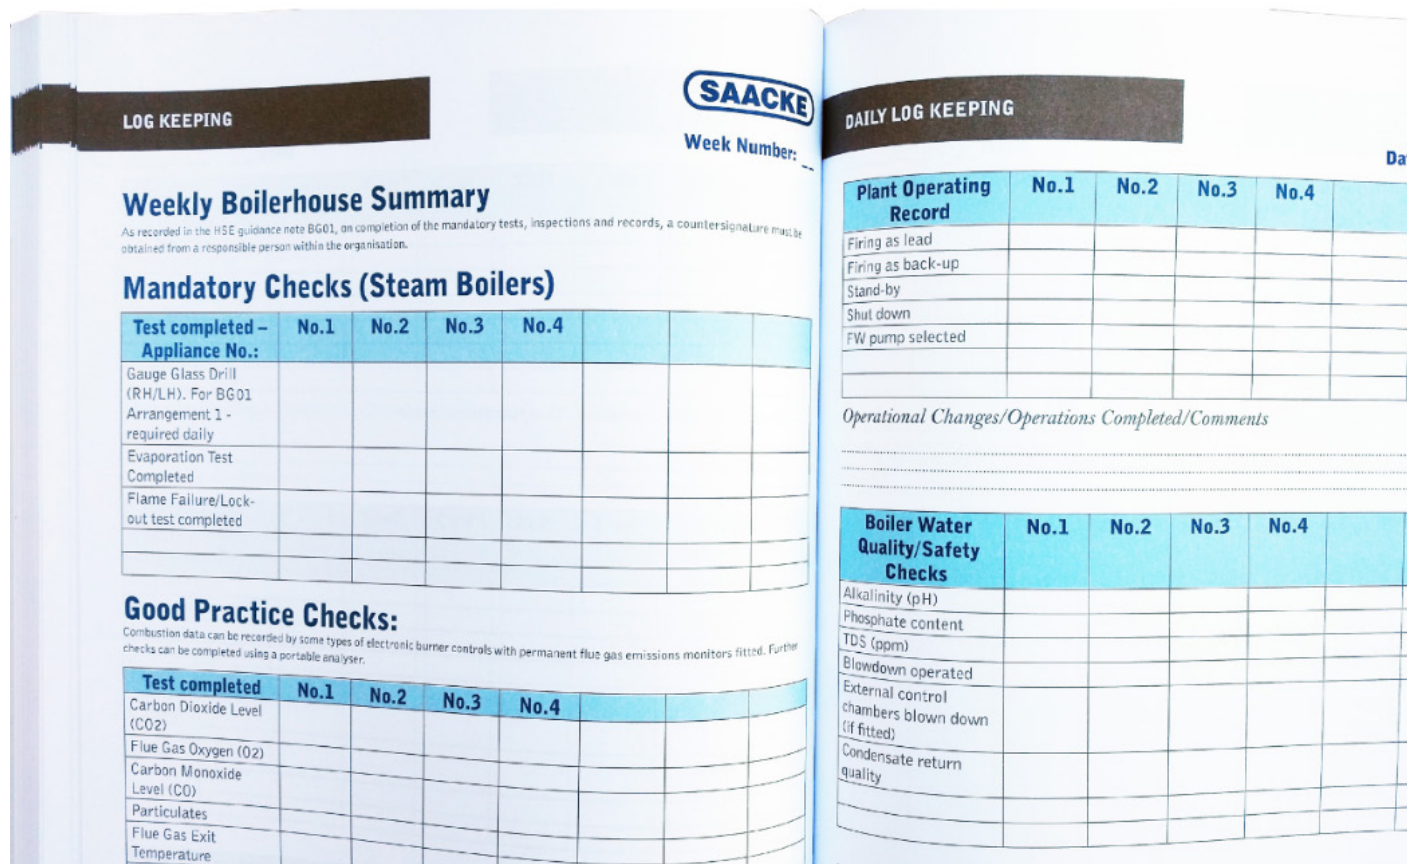 LOG KEEPING
SAACKE
Week Number: __
Weekly Boilerhouse Summary
As recorded in the HSE guidance note BG01, on completion of the mandatory tests, inspections and records, a countersignature must be
obtained from a responsible person within the organisation.
Mandatory Checks (Steam Boilers)
Test completed – No.1 No.2 No.3 No.4
Appliance No.:
Gauge Glass Drill
(RH/LH). For BG01
Arrangement 1 -
required daily
Evaporation Test
Completed
Flame Failure/Lock-
out test completed
Good Practice Checks:
Combustion data can be recorded by some types of electronic burner controls with permanent flue gas emissions monitors fitted. Further
checks can be completed using a portable analyser.
Test completed No.1 No.2 No.3 No.4
Carbon Dioxide Level
(CO2)
Flue Gas Oxygen (O2)
Carbon Monoxide
Level (CO)
Particulates
Flue Gas Exit
Temperature
DAILY LOG KEEPING
Da
Plant Operating No.1 No.2 No.3 No.4
Record
Firing as lead
Firing as back-up
Stand-by
Shut down
FW pump selected
Operational Changes/Operations Completed/Comments
Boiler Water No.1 No.2 No.3 No.4
Quality/Safety
Checks
Alkalinity (pH)
Phosphate content
TDS (ppm)
Blowdown operated
External control
chambers blown down
(if fitted)
Condensate return
quality